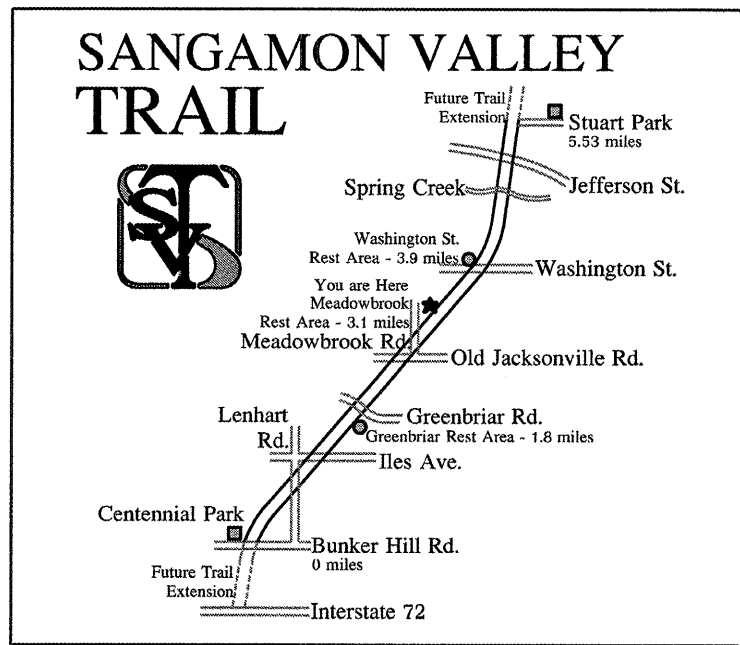 SANGAMON VALLEY
TRAIL
Future Trail
Extension
Stuart Park
5.53 miles
STV
Spring Creek
Jefferson St.
Washington St.
Rest Area - 3.9 miles
Washington St.
You are Here
Meadowbrook
Rest Area - 3.1 miles
Meadowbrook Rd.
Old Jacksonville Rd.
Lenhart
Rd.
Greenbriar Rd.
Greenbriar Rest Area - 1.8 miles
Iles Ave.
Centennial Park
Bunker Hill Rd.
0 miles
Future Trail
Extension
Interstate 72